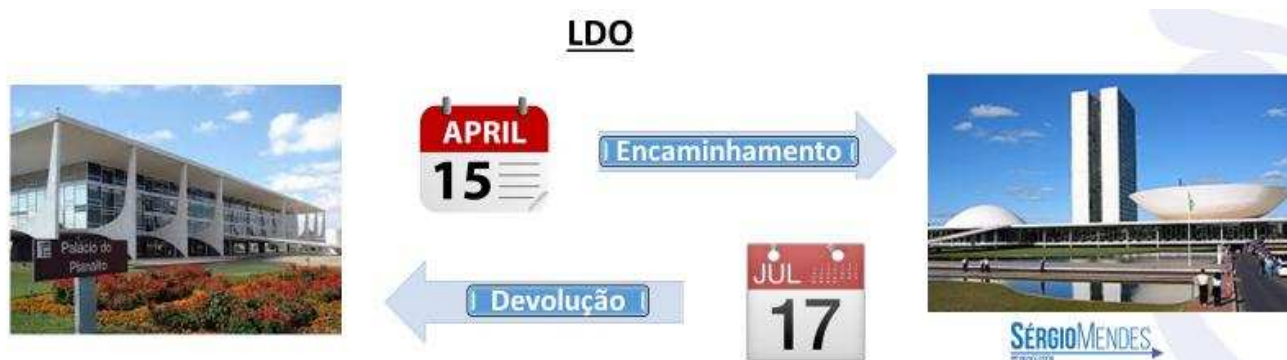 LDO
APRIL
15
Encaminhamento
Palácio do
Planalto
Devolução
JUL
17
SÉRGIOMENDES